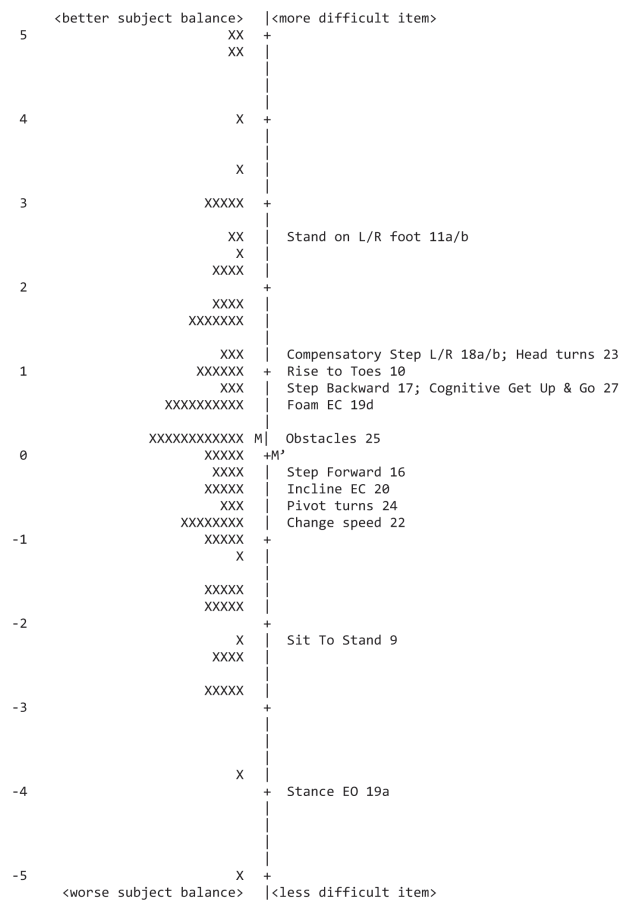 <better subject balance> |<more difficult item>
5 XX +
XX |
|
|
|
4 X +
|
|
X |
|
3 XXXXX +
|
XX | Stand on L/R foot 11a/b
X |
XXXX |
2 +
XXXX |
XXXXXXX |
|
XXX | Compensatory Step L/R 18a/b; Head turns 23
1 XXXXXX + Rise to Toes 10
XXX | Step Backward 17; Cognitive Get Up & Go 27
XXXXXXXXXX | Foam EC 19d
|
XXXXXXXXXXXX M| Obstacles 25
0 XXXXX +M’
XXXX | Step Forward 16
XXXXX | Incline EC 20
XXX | Pivot turns 24
XXXXXXXX | Change speed 22
-1 XXXXX +
X |
|
XXXXX |
XXXXX |
-2 +
X | Sit To Stand 9
XXXX |
|
XXXXX |
-3 +
|
|
|
X |
-4 + Stance EO 19a
|
|
|
|
-5 X +
<worse subject balance> |<less difficult item>